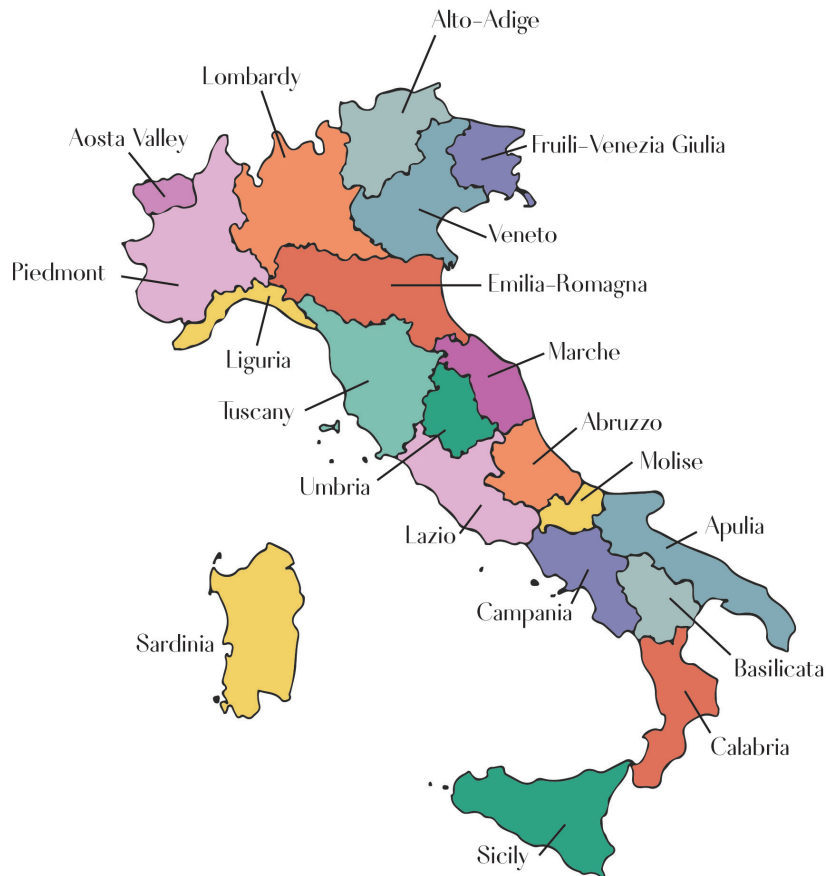 Alto-Adige
Lombardy
Aosta Valley
Fruili-Venezia Giulia
Veneto
Piedmont
Emilia-Romagna
Liguria
Marche
Tuscany
Abruzzo
Molise
Umbria
Lazio
Apulia
Campania
Sardinia
Basilicata
Calabria
Sicily